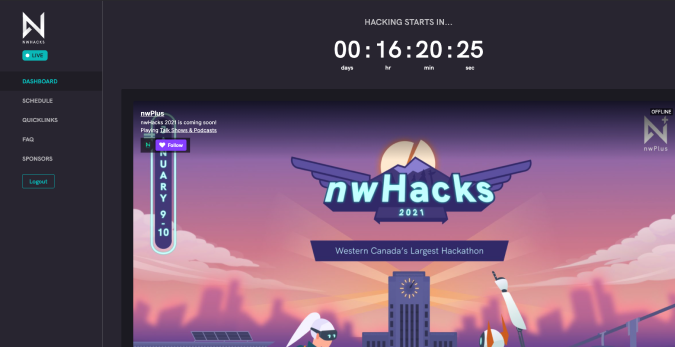 NWHACKS
LIVE
DASHBOARD
SCHEDULE
QUICKLINKS
FAQ
SPONSORS
Logout
HACKING STARTS IN...
00 : 16 : 20 : 25
days hr min sec
nwPlus
nwHacks 2021 is coming soon!
Playing Talk Shows & Podcasts
Follow
OFFLINE
nwPlus
NUARY 9-10
nwHacks
2021
Western Canada's Largest Hackathon